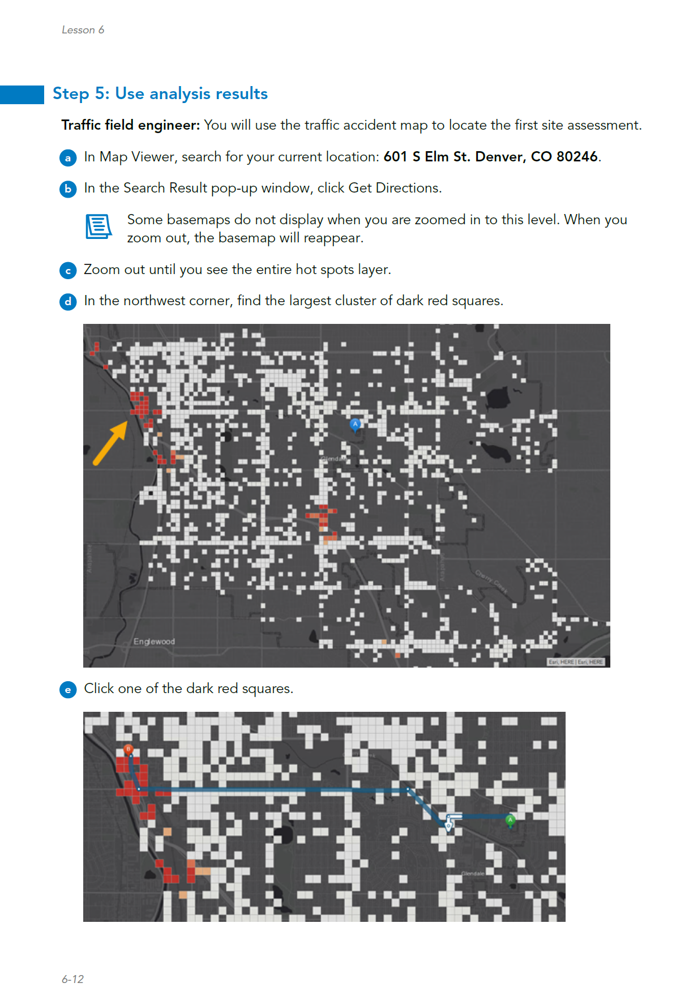 Lesson 6
Step 5: Use analysis results
Traffic field engineer: You will use the traffic accident map to locate the first site assessment.
a In Map Viewer, search for your current location: 601 S Elm St. Denver, CO 80246.
b In the Search Result pop-up window, click Get Directions.
Some basemaps do not display when you are zoomed in to this level. When you
zoom out, the basemap will reappear.
c Zoom out until you see the entire hot spots layer.
d In the northwest corner, find the largest cluster of dark red squares.
A
Glendale
Arapahoe
Arapahoe
Cherry Creek
Englewood
Esri, HERE | Esri, HERE
e Click one of the dark red squares.
B
Creek
A
Glendale
6-12